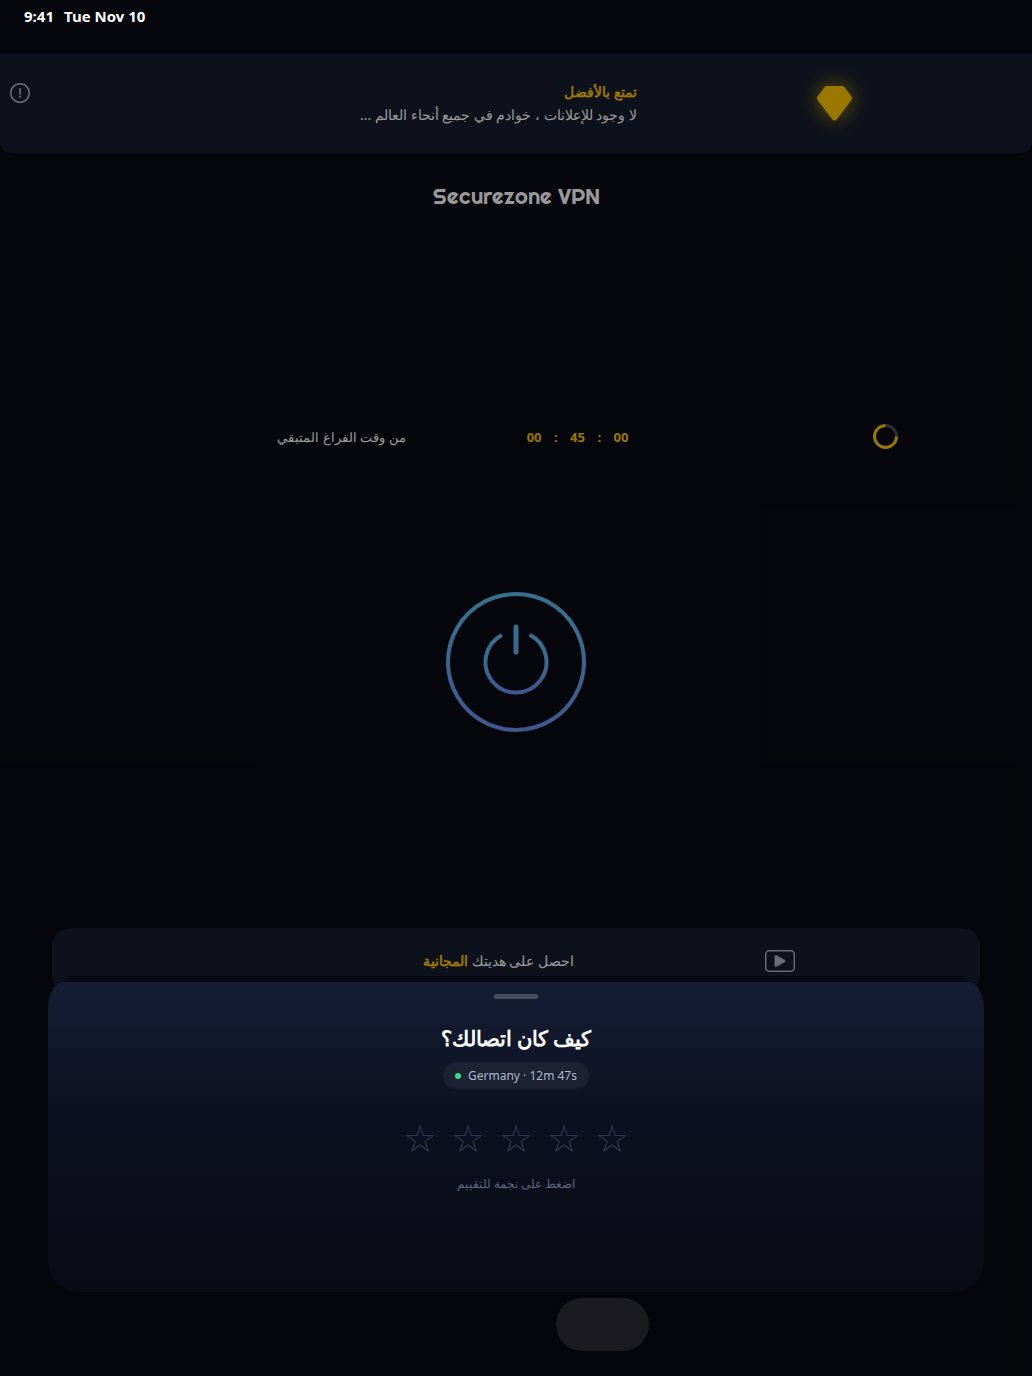 9:41 Tue Nov 10
تمتع بالأفضل
لا وجود للإعلانات ، خوادم في جميع أنحاء العالم ...
Securezone VPN
00 : 45 : 00
من وقت الفراغ المتبقي
احصل على هديتك المجانية
كيف كان اتصالك؟
Germany · 12m 47s
اضغط على نجمة للتقييم